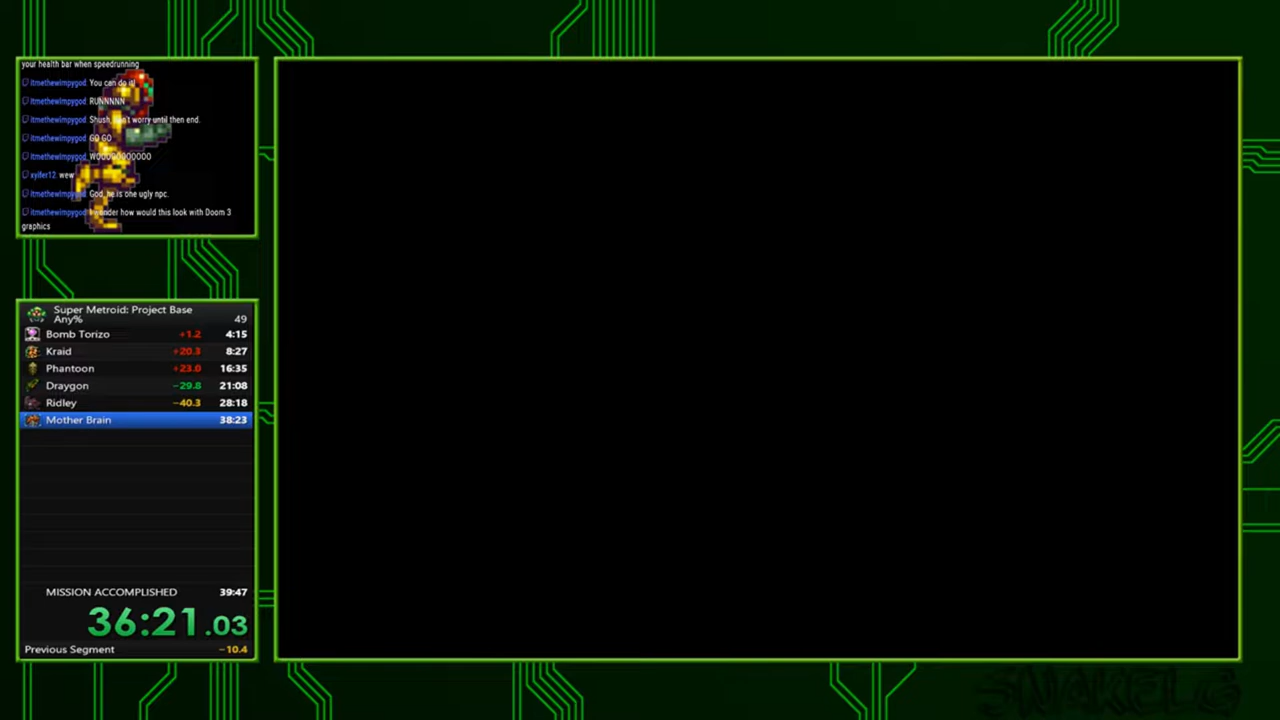 your health bar when speedrunning
itmethewimpygod You can do it!
itmethewimpygod RUNNNNN
itmethewimpygod Shush, don't worry until then end.
itmethewimpygod GO GO
itmethewimpygod WOOOOOOOOOO
xyifer12 wew
itmethewimpygod God, he is one ugly npc.
itmethewimpygod I wunder how would this look with Doom 3
graphics
Super Metroid: Project Base
Any% 49
Bomb Torizo +1.2 4:15
Kraid +20.3 8:27
Phantoon +23.0 16:35
Draygon −29.8 21:08
Ridley −40.3 28:18
Mother Brain 38:23
MISSION ACCOMPLISHED 39:47
36:21.03
Previous Segment −10.4